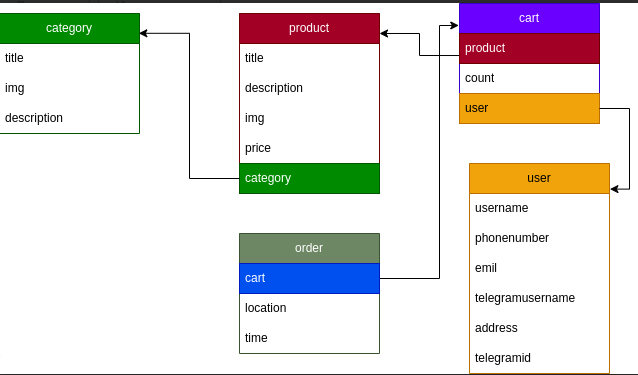 category
title
img
description
product
title
description
img
price
category
cart
product
count
user
order
cart
location
time
user
username
phonenumber
emil
telegramusername
address
telegramid